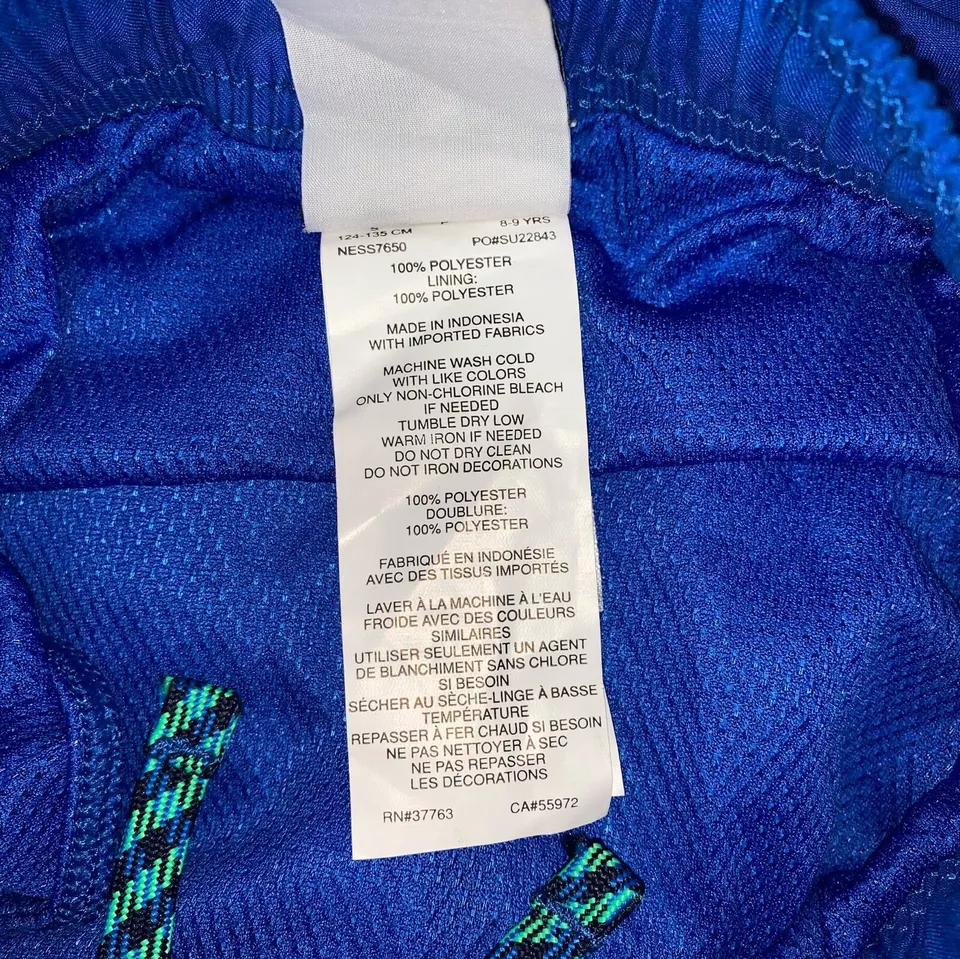 8-9 YRS
124-135 CM
NESS7650 PO#SU22843
100% POLYESTER
LINING:
100% POLYESTER
MADE IN INDONESIA
WITH IMPORTED FABRICS
MACHINE WASH COLD
WITH LIKE COLORS
ONLY NON-CHLORINE BLEACH
IF NEEDED
TUMBLE DRY LOW
WARM IRON IF NEEDED
DO NOT DRY CLEAN
DO NOT IRON DECORATIONS
100% POLYESTER
DOUBLURE:
100% POLYESTER
FABRIQUÉ EN INDONÉSIE
AVEC DES TISSUS IMPORTÉS
LAVER À LA MACHINE À L'EAU
FROIDE AVEC DES COULEURS
SIMILAIRES
UTILISER SEULEMENT UN AGENT
DE BLANCHIMENT SANS CHLORE
SI BESOIN
SÉCHER AU SÈCHE-LINGE À BASSE
TEMPÉRATURE
REPASSER À FER CHAUD SI BESOIN
NE PAS NETTOYER À SEC
NE PAS REPASSER
LES DÉCORATIONS
RN#37763 CA#55972